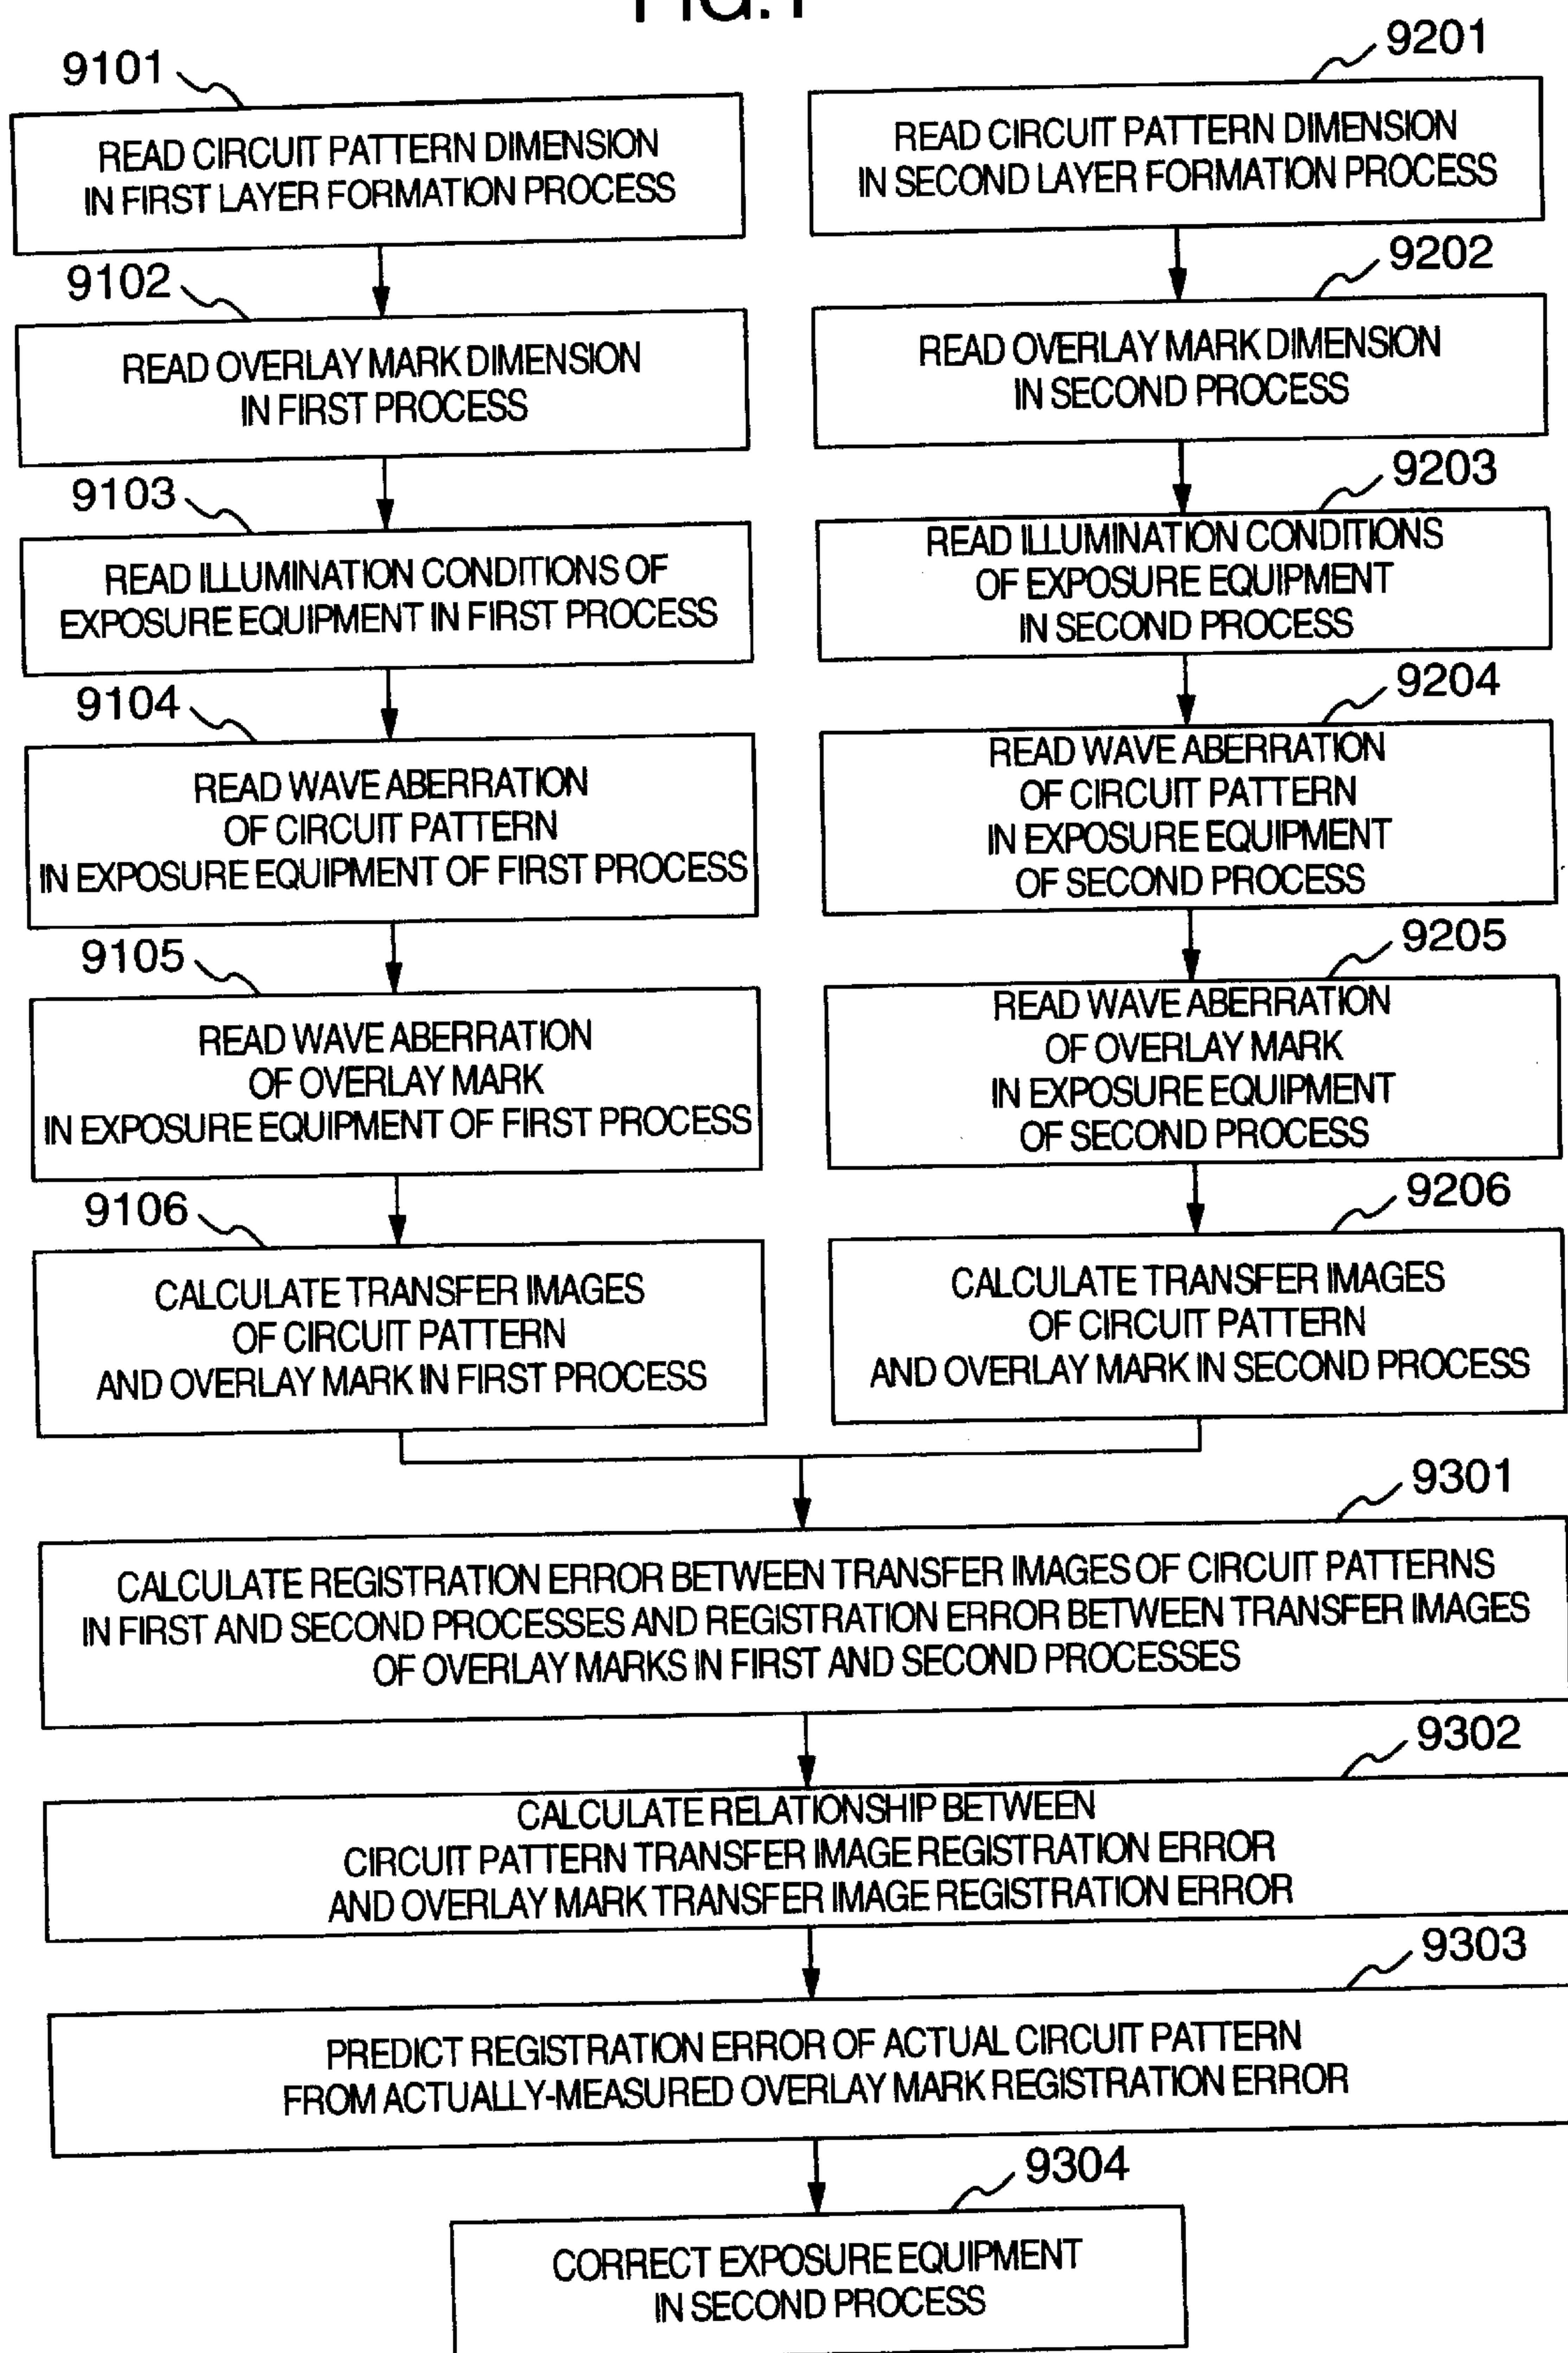 FIG.1
9101
READ CIRCUIT PATTERN DIMENSION
IN FIRST LAYER FORMATION PROCESS
9102
READ OVERLAY MARK DIMENSION
IN FIRST PROCESS
9103
READ ILLUMINATION CONDITIONS OF
EXPOSURE EQUIPMENT IN FIRST PROCESS
9104
READ WAVE ABERRATION
OF CIRCUIT PATTERN
IN EXPOSURE EQUIPMENT OF FIRST PROCESS
9105
READ WAVE ABERRATION
OF OVERLAY MARK
IN EXPOSURE EQUIPMENT OF FIRST PROCESS
9106
CALCULATE TRANSFER IMAGES
OF CIRCUIT PATTERN
AND OVERLAY MARK IN FIRST PROCESS
9201
READ CIRCUIT PATTERN DIMENSION
IN SECOND LAYER FORMATION PROCESS
9202
READ OVERLAY MARK DIMENSION
IN SECOND PROCESS
9203
READ ILLUMINATION CONDITIONS
OF EXPOSURE EQUIPMENT
IN SECOND PROCESS
9204
READ WAVE ABERRATION
OF CIRCUIT PATTERN
IN EXPOSURE EQUIPMENT
OF SECOND PROCESS
9205
READ WAVE ABERRATION
OF OVERLAY MARK
IN EXPOSURE EQUIPMENT
OF SECOND PROCESS
9206
CALCULATE TRANSFER IMAGES
OF CIRCUIT PATTERN
AND OVERLAY MARK IN SECOND PROCESS
9301
CALCULATE REGISTRATION ERROR BETWEEN TRANSFER IMAGES OF CIRCUIT PATTERNS
IN FIRST AND SECOND PROCESSES AND REGISTRATION ERROR BETWEEN TRANSFER IMAGES
OF OVERLAY MARKS IN FIRST AND SECOND PROCESSES
9302
CALCULATE RELATIONSHIP BETWEEN
CIRCUIT PATTERN TRANSFER IMAGE REGISTRATION ERROR
AND OVERLAY MARK TRANSFER IMAGE REGISTRATION ERROR
9303
PREDICT REGISTRATION ERROR OF ACTUAL CIRCUIT PATTERN
FROM ACTUALLY-MEASURED OVERLAY MARK REGISTRATION ERROR
9304
CORRECT EXPOSURE EQUIPMENT
IN SECOND PROCESS